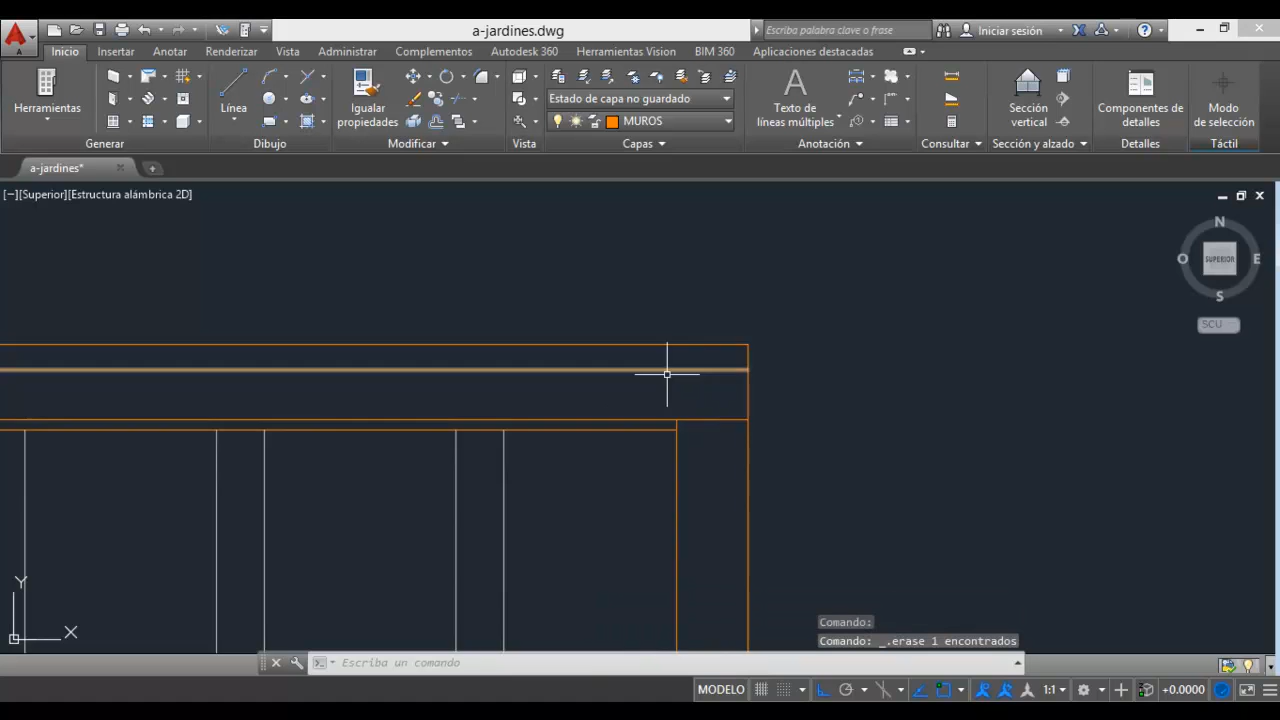 a-jardines.dwg
Escriba palabra clave o frase
Iniciar sesión
A
Inicio Insertar Anotar Renderizar Vista Administrar Complementos Autodesk 360 Herramientas Vision BIM 360 Aplicaciones destacadas
Herramientas
Línea
Igualar propiedades
Estado de capa no guardado
MUROS
Texto de líneas múltiples
Sección vertical
Componentes de detalles
Modo de selección
General Dibujo Modificar Vista Capas Anotación Consultar Sección y alzado Detalles Táctil
a-jardines*
[−][Superior][Estructura alámbrica 2D]
N
O SUPERIOR E
S
SCU
Y
X
Comando:
Comando: _.erase 1 encontrados
Escriba un comando
MODELO 1:1 +0.0000